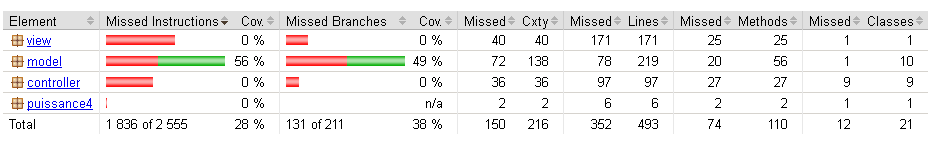 Element Missed Instructions Cov. Missed Branches Cov. Missed Cxty Missed Lines Missed Methods Missed Classes
view 0 % 0 % 40 40 171 171 25 25 1 1
model 56 % 49 % 72 138 78 219 20 56 1 10
controller 0 % 0 % 36 36 97 97 27 27 9 9
puissance4 0 % n/a 2 2 6 6 2 2 1 1
Total 1 836 of 2 555 28 % 131 of 211 38 % 150 216 352 493 74 110 12 21